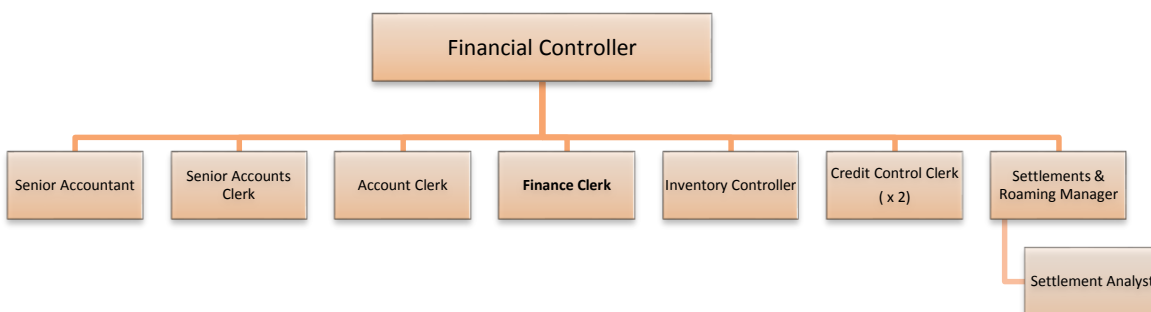 Financial Controller
Senior Accountant
Senior Accounts
Clerk
Account Clerk
Finance Clerk
Inventory Controller
Credit Control Clerk
( x 2)
Settlements &
Roaming Manager
Settlement Analyst